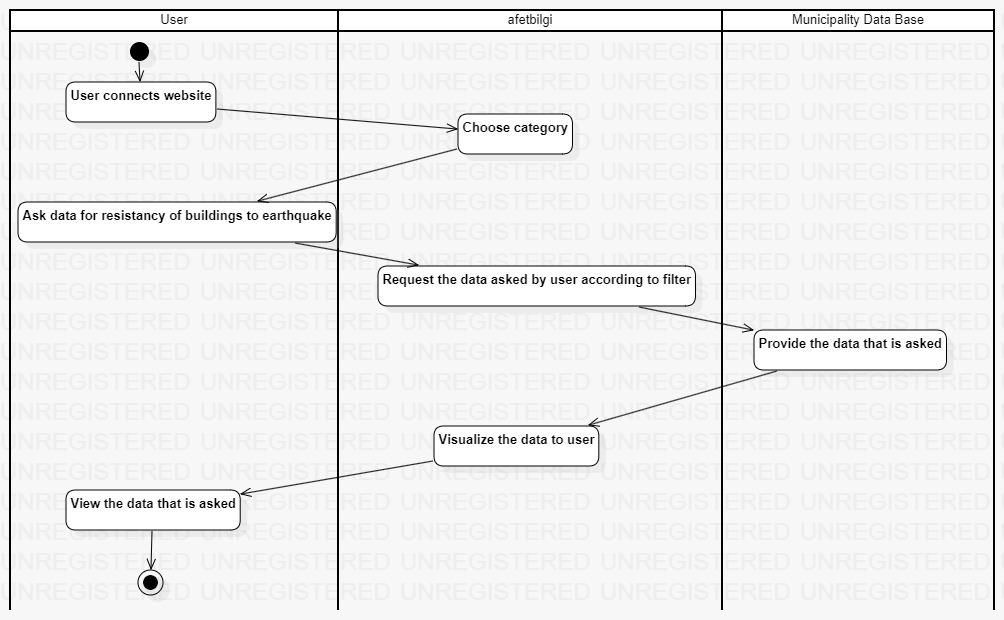 User afetbilgi Municipality Data Base
User connects website
Choose category
Ask data for resistancy of buildings to earthquake
Request the data asked by user according to filter
Provide the data that is asked
Visualize the data to user
View the data that is asked
UNREGISTERED UNREGISTERED UNREGISTERED UNREGISTERED UNREGISTERED